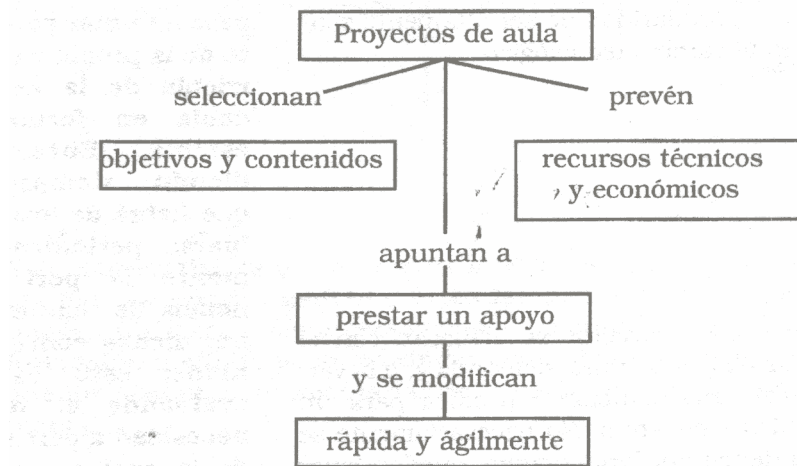 Proyectos de aula
seleccionan
prevén
objetivos y contenidos
recursos técnicos
y económicos
apuntan a
prestar un apoyo
y se modifican
rápida y ágilmente